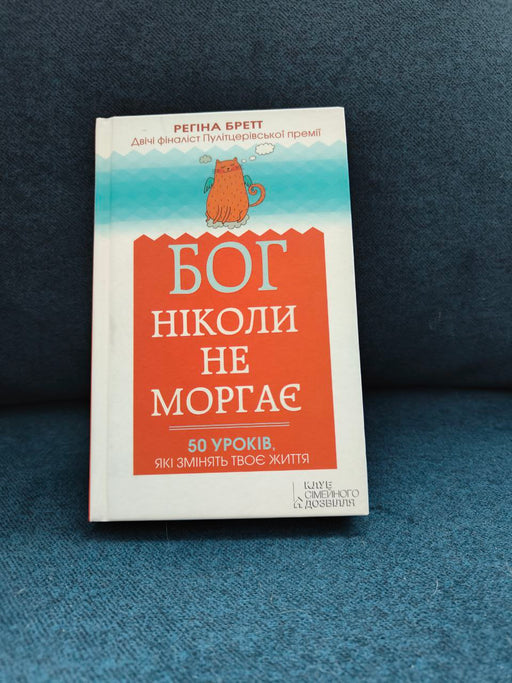 РЕГІНА БРЕТТ
Двічі фіналіст Пулітцерівської премії
БОГ
НІКОЛИ
НЕ
МОРГАЄ
50 УРОКІВ,
ЯКІ ЗМІНЯТЬ ТВОЄ ЖИТТЯ
КЛУБ
СІМЕЙНОГО
ДОЗВІЛЛЯ